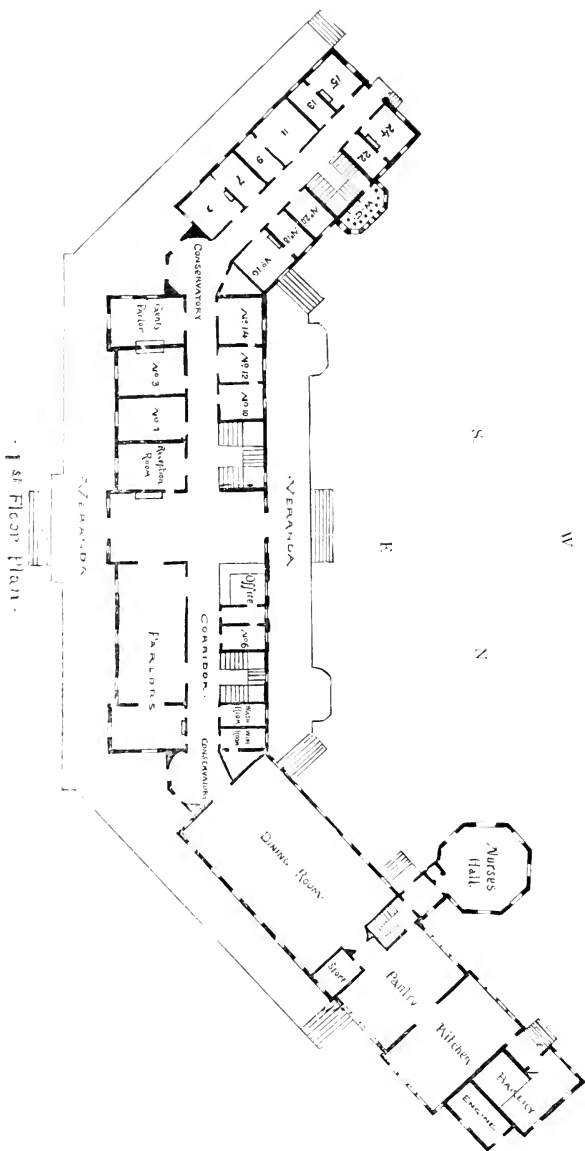 15
13
11
9
7
5
24
22
W.C.
No 20
No 18
No 16
CONSERVATORY
Gents
Parlor
No 3
No 1
Reception
Room
No 14
No 12
No 10
VERANDA
VERANDA
Office
No 6
CORRIDOR.
PARLORS
WASH
ROOM
ROOM
CONSERVATORY
DINING ROOM.
Store
Pantry
Kitchen
BAKERY
ENGINE
Nurses
Hall.
S
W
E
N
1st Floor Plan.